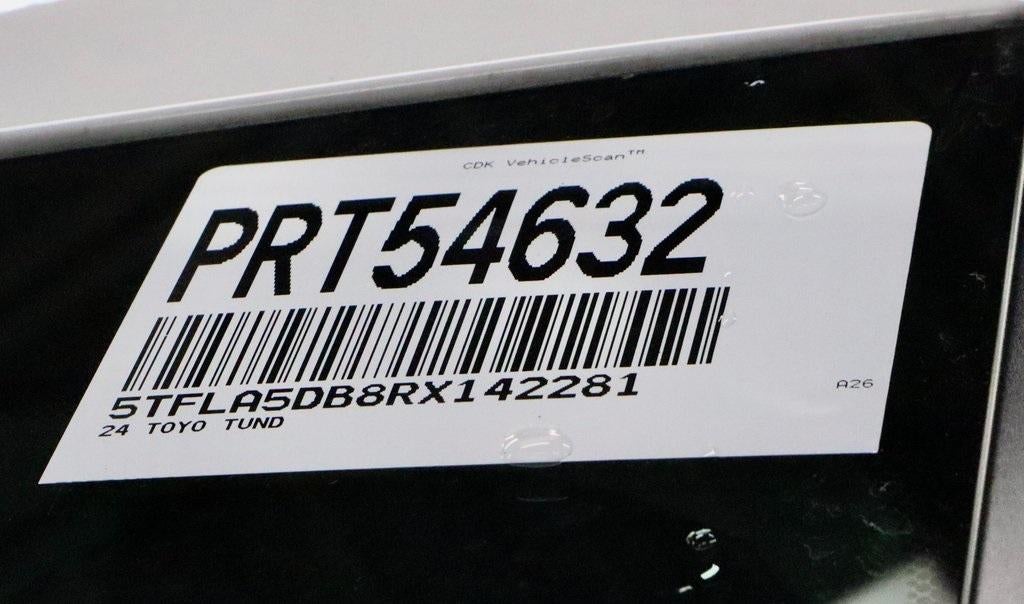 CDK VehicleScan™
PRT54632
5TFLA5DB8RX142281
24 TOYO TUND
A26